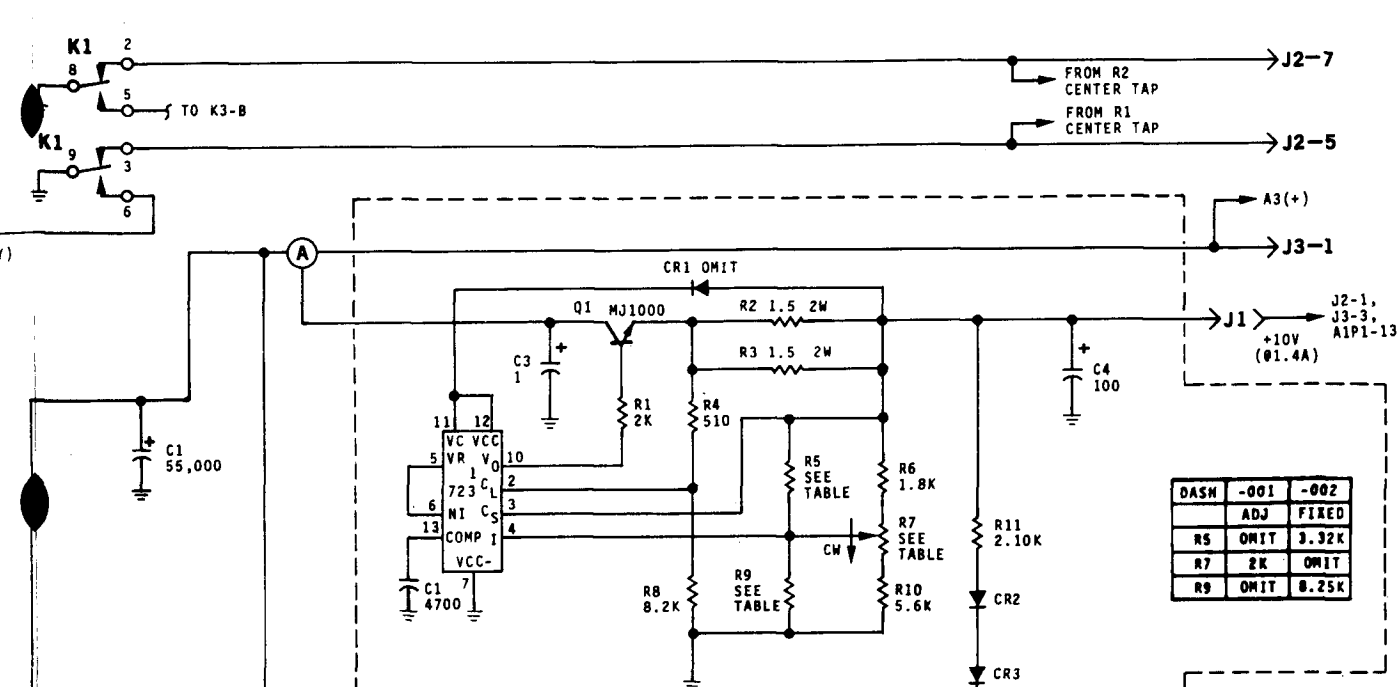 K1
2
8
5
TO K3-B
J2-7
FROM R2
CENTER TAP
FROM R1
CENTER TAP
K1
9
3
6
J2-5
A3(+)
A
J3-1
CR1 OMIT
Q1
MJ1000
R2 1.5 2W
J1
J2-1,
J3-3,
A1P1-13
+10V
(@1.4A)
R3 1.5 2W
+
C3
1
+
C4
100
R1
2K
R4
510
+
C1
55,000
11
12
VC VCC
5
VR
VO
10
1
723
CL
2
6
NI
CS
3
13
COMP
I
4
VCC-
7
C1
4700
R5
SEE
TABLE
R6
1.8K
R7
SEE
TABLE
CW
R8
8.2K
R9
SEE
TABLE
R10
5.6K
R11
2.10K
CR2
CR3
DASH -001 -002
ADJ FIXED
R5 OMIT 3.32K
R7 2K OMIT
R9 OMIT 8.25K